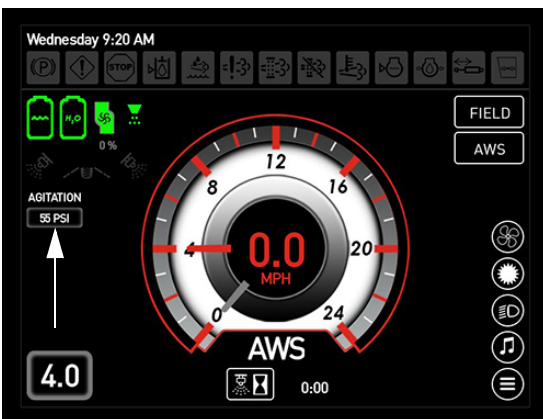 Wednesday 9:20 AM
(P)
STOP
H₂O
0 %
FIELD
AWS
AGITATION
55 PSI
12
8
16
4
20
0.0
MPH
0
24
AWS
4.0
0:00